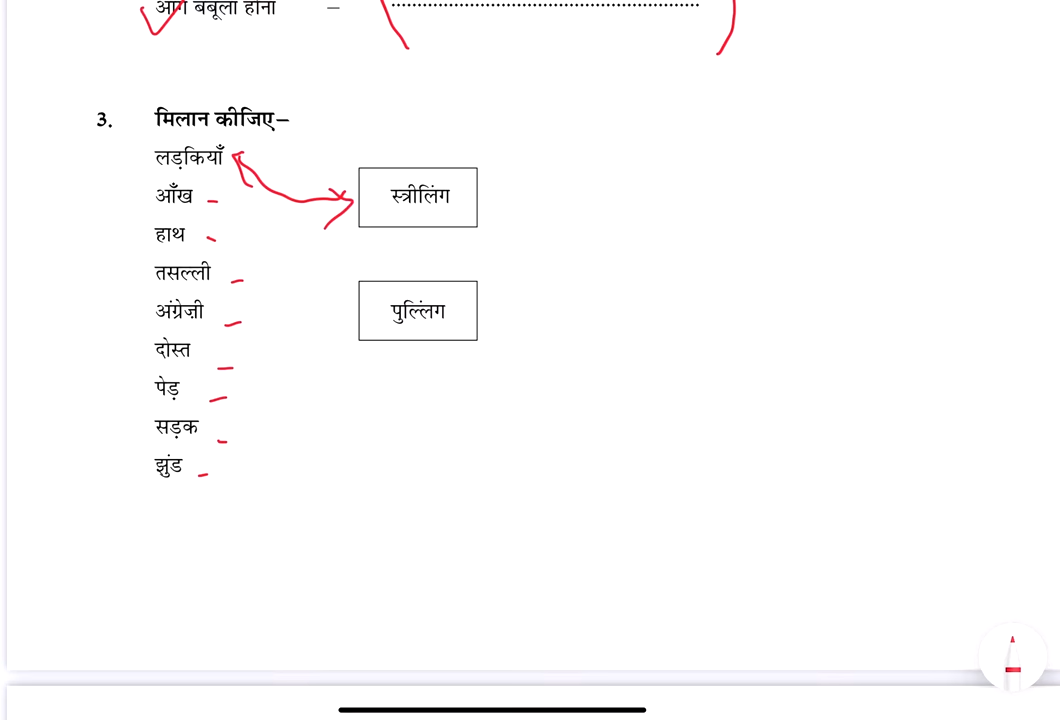 आग बबूला होना – ........................................................................
3. मिलान कीजिए–
लड़कियाँ
आँख
स्त्रीलिंग
हाथ
तसल्ली
अंग्रेज़ी
पुल्लिंग
दोस्त
पेड़
सड़क
झुंड